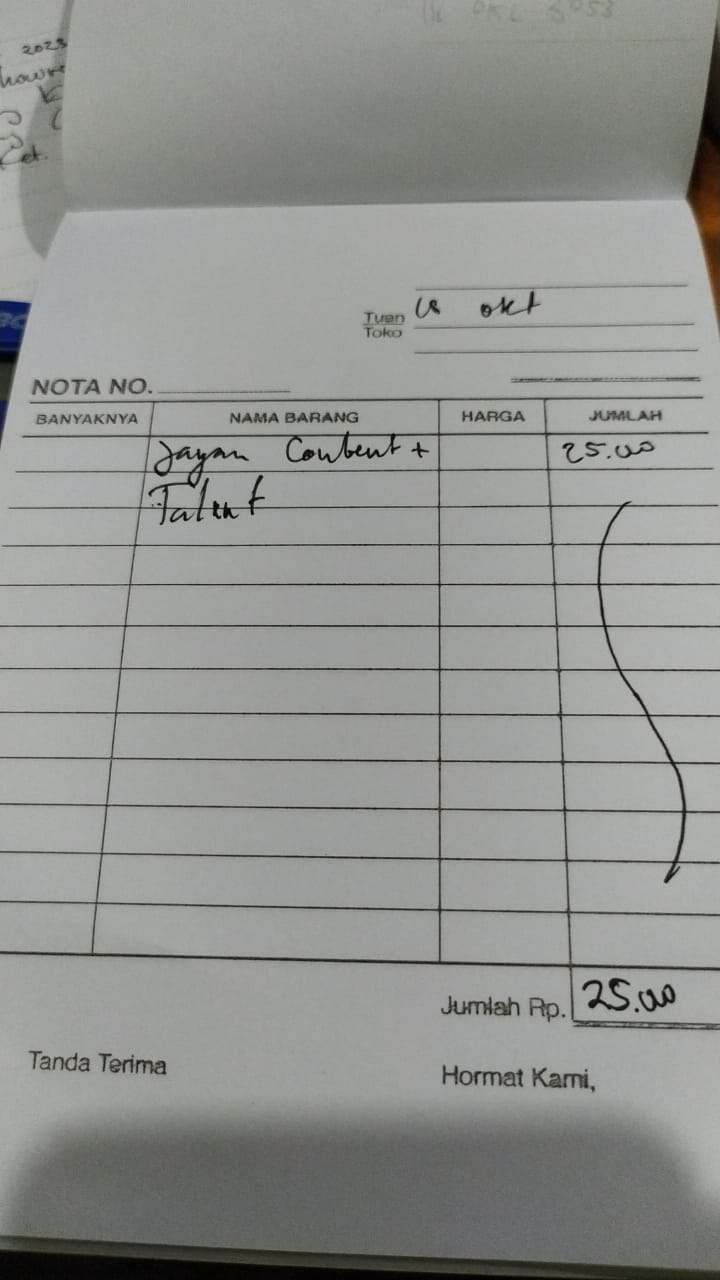 2023
Tuan
Toko
okt
NOTA NO.
BANYAKNYA NAMA BARANG HARGA JUMLAH
Jayan Content + 25.000
Talent
Jumlah Rp. 25.000
Tanda Terima
Hormat Kami,